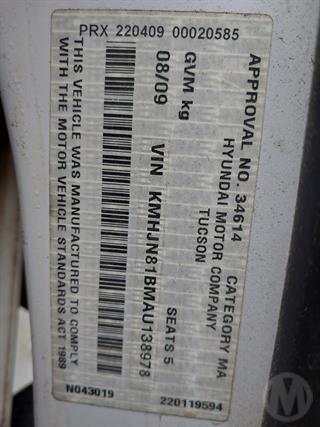 PRX 220409 00020585
APPROVAL NO. 34614 CATEGORY MA
HYUNDAI MOTOR COMPANY
TUCSON
GVM kg SEATS 5
08/09 VIN KMHJN81BMAU138978
THIS VEHICLE WAS MANUFACTURED TO COMPLY
WITH THE MOTOR VEHICLE STANDARDS ACT 1989
N043019 220119594
M